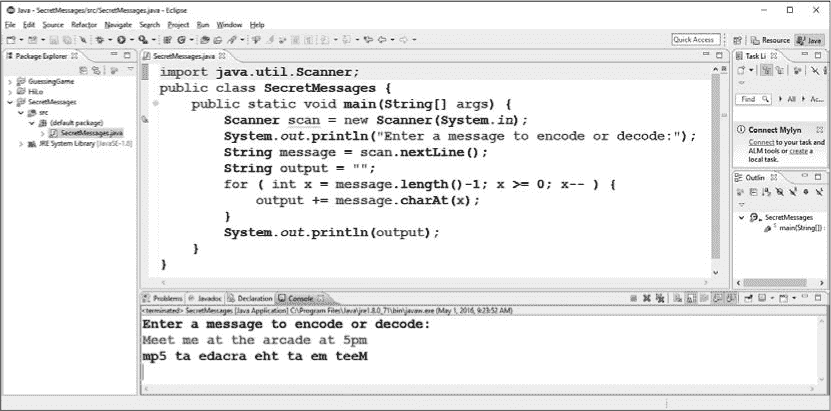 Java - SecretMessages/src/SecretMessages.java - Eclipse
File Edit Source Refactor Navigate Search Project Run Window Help
Quick Access
Resource
Java
Package Explorer
GuessingGame
HiLo
SecretMessages
src
(default package)
SecretMessages.java
JRE System Library [JavaSE-1.8]
SecretMessages.java
import java.util.Scanner;
public class SecretMessages {
public static void main(String[] args) {
Scanner scan = new Scanner(System.in);
System.out.println("Enter a message to encode or decode:");
String message = scan.nextLine();
String output = "";
for ( int x = message.length()-1; x >= 0; x-- ) {
output += message.charAt(x);
}
System.out.println(output);
}
}
Task Li
Find
All
Ac...
Connect Mylyn
Connect to your task and
ALM tools or create a
local task.
Outlin
SecretMessages
main(String[]) :
Problems Javadoc Declaration Console
<terminated> SecretMessages [Java Application] C:\Program Files\Java\jre1.8.0_71\bin\javaw.exe (May 1, 2016, 9:23:52 AM)
Enter a message to encode or decode:
Meet me at the arcade at 5pm
mp5 ta edacra eht ta em teeM